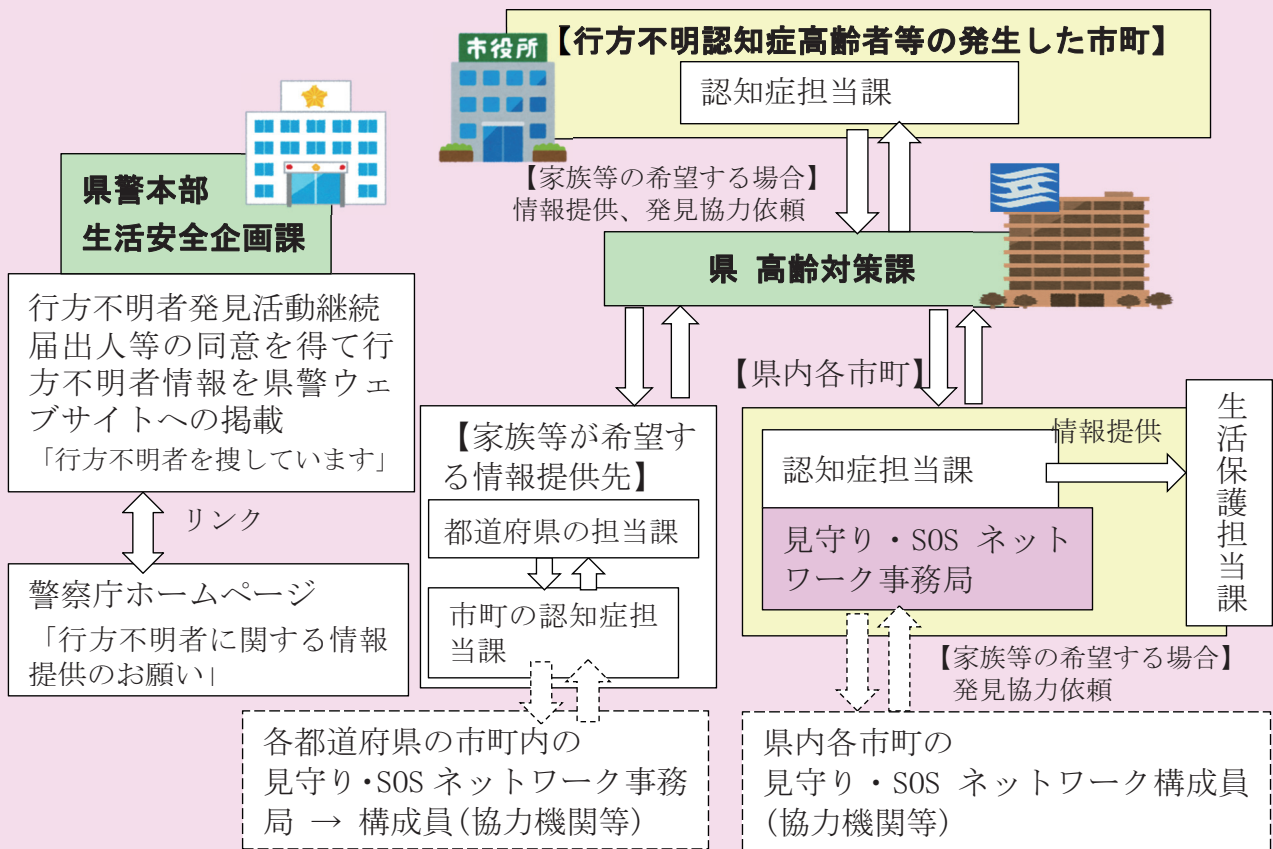 市役所
【行方不明認知症高齢者等の発生した市町】
認知症担当課
【家族等の希望する場合】
情報提供、発見協力依頼
県警本部
生活安全企画課
行方不明者発見活動継続
届出人等の同意を得て行
方不明者情報を県警ウェ
ブサイトへの掲載
「行方不明者を捜しています」
リンク
警察庁ホームページ
「行方不明者に関する情報
提供のお願い」
県 高齢対策課
【家族等が希望す
る情報提供先】
都道府県の担当課
市町の認知症担
当課
各都道府県の市町内の
見守り・SOS ネットワーク事務
局 → 構成員(協力機関等)
【県内各市町】
認知症担当課
見守り・SOS ネット
ワーク事務局
情報提供
生活保護担当課
【家族等の希望する場合】
発見協力依頼
県内各市町の
見守り・SOS ネットワーク構成員
(協力機関等)